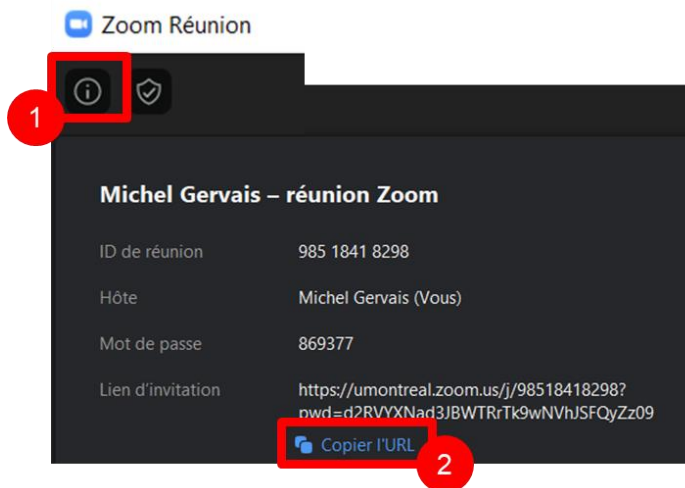 Zoom Réunion
1
Michel Gervais – réunion Zoom
ID de réunion 985 1841 8298
Hôte Michel Gervais (Vous)
Mot de passe 869377
Lien d'invitation https://umontreal.zoom.us/j/98518418298?
pwd=d2RVYXNad3JBWTRrTk9wNVhJSFQyZz09
Copier l'URL
2